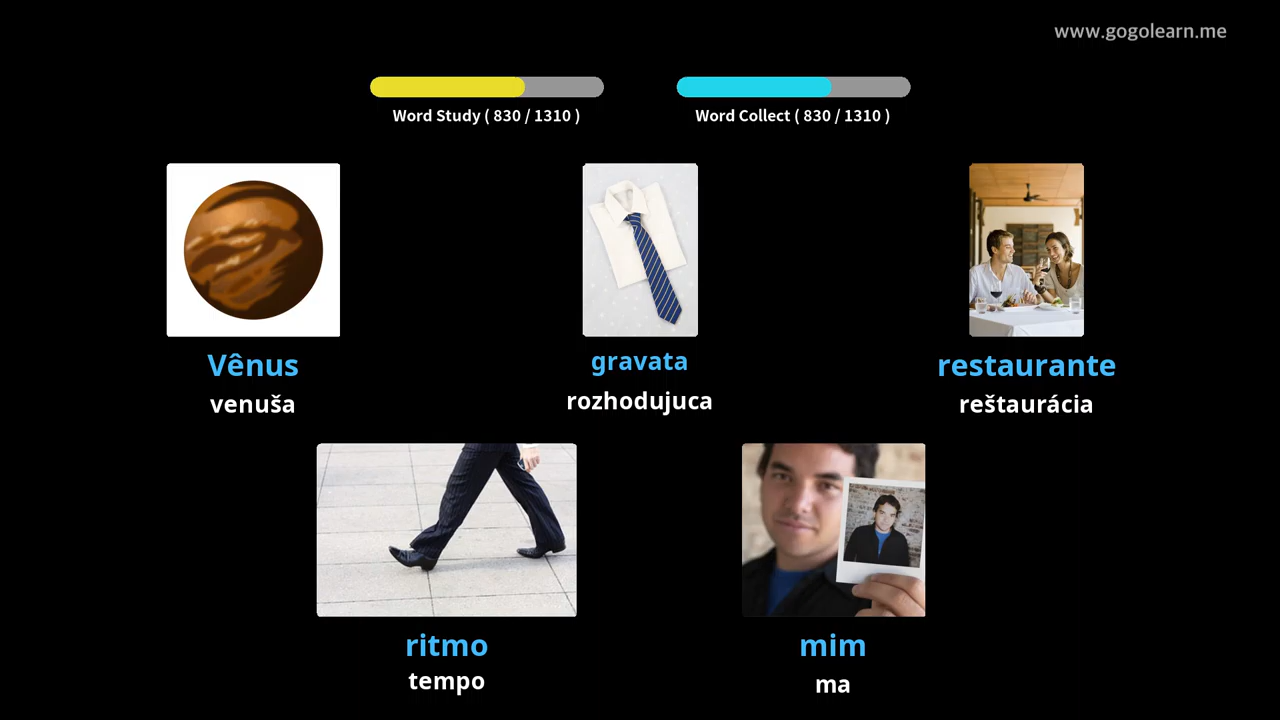 www.gogolearn.me
Word Study ( 830 / 1310 )
Word Collect ( 830 / 1310 )
Vênus
venuša
gravata
rozhodujuca
restaurante
reštaurácia
ritmo
tempo
mim
ma